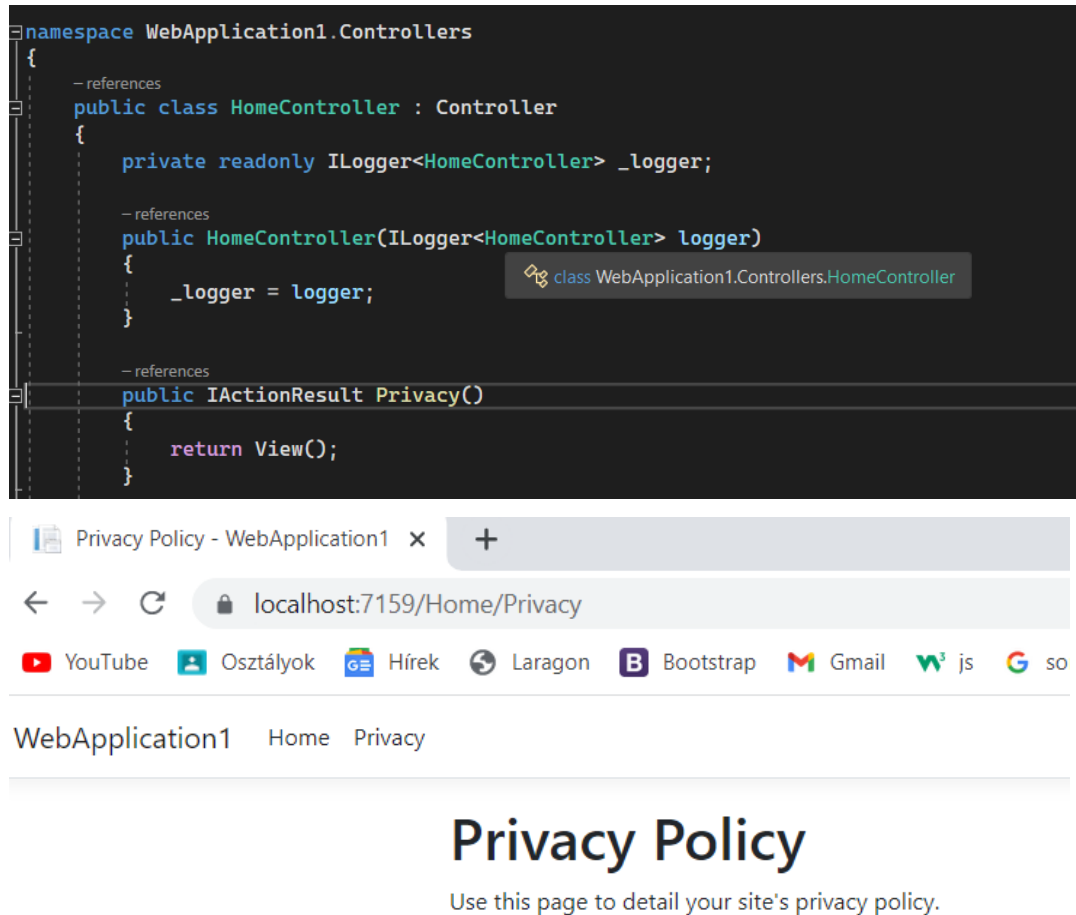 namespace WebApplication1.Controllers
{
– references
public class HomeController : Controller
{
private readonly ILogger<HomeController> _logger;
– references
public HomeController(ILogger<HomeController> logger)
{
class WebApplication1.Controllers.HomeController
_logger = logger;
}
– references
public IActionResult Privacy()
{
return View();
}
Privacy Policy - WebApplication1
localhost:7159/Home/Privacy
YouTube Osztályok GE Hírek Laragon B Bootstrap Gmail w3 js G so
WebApplication1 Home Privacy
Privacy Policy
Use this page to detail your site's privacy policy.